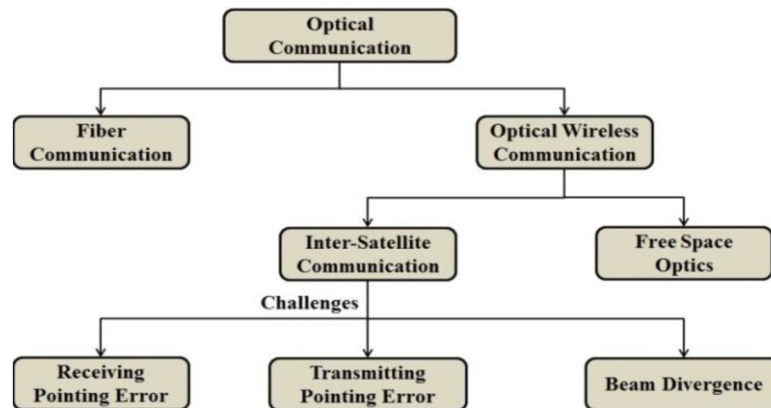 Optical
Communication
Fiber
Communication
Optical Wireless
Communication
Inter-Satellite
Communication
Free Space
Optics
Challenges
Receiving
Pointing Error
Transmitting
Pointing Error
Beam Divergence